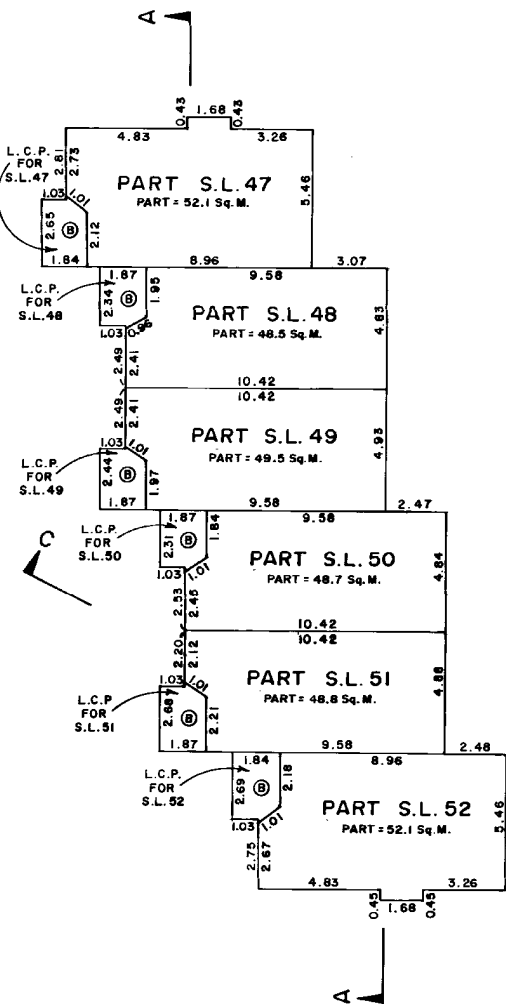 A
0.43
1.68
0.43
4.83
3.26
L.C.P.
FOR
S.L.47
2.81
2.73
PART S.L.47
PART = 52.1 Sq.M.
5.46
1.03
1.01
2.65
B
2.12
1.84
8.96
3.07
L.C.P.
FOR
S.L.48
1.87
9.58
2.34
B
1.95
PART S.L.48
PART = 48.5 Sq.M.
4.83
1.03
0.96
2.49
2.41
10.42
10.42
2.49
2.41
PART S.L.49
PART = 49.5 Sq.M.
4.93
1.03
1.01
L.C.P.
FOR
S.L.49
2.44
B
1.97
1.87
9.58
2.47
L.C.P.
FOR
S.L.50
1.87
9.58
2.31
B
1.84
C
PART S.L.50
PART = 48.7 Sq.M.
4.84
1.03
1.01
2.53
2.45
10.42
10.42
2.20
2.12
PART S.L.51
PART = 48.8 Sq.M.
4.88
1.03
1.01
L.C.P
FOR
S.L.51
2.68
B
2.21
1.87
9.58
2.48
L.C.P.
FOR
S.L.52
1.84
8.96
2.69
B
2.18
PART S.L.52
PART = 52.1 Sq.M.
5.46
1.03
1.01
2.75
2.67
4.83
3.26
0.45
1.68
0.45
A